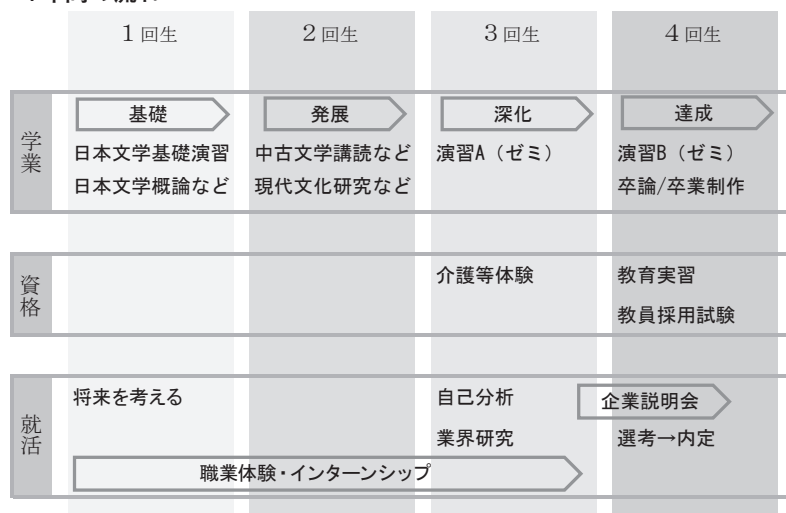 1回生 2回生 3回生 4回生
学業
基礎 発展 深化 達成
日本文学基礎演習 中古文学講読など 演習A（ゼミ） 演習B（ゼミ）
日本文学概論など 現代文化研究など 卒論/卒業制作
資格
介護等体験 教育実習
教員採用試験
就活
将来を考える 自己分析 企業説明会
業界研究 選考→内定
職業体験・インターンシップ